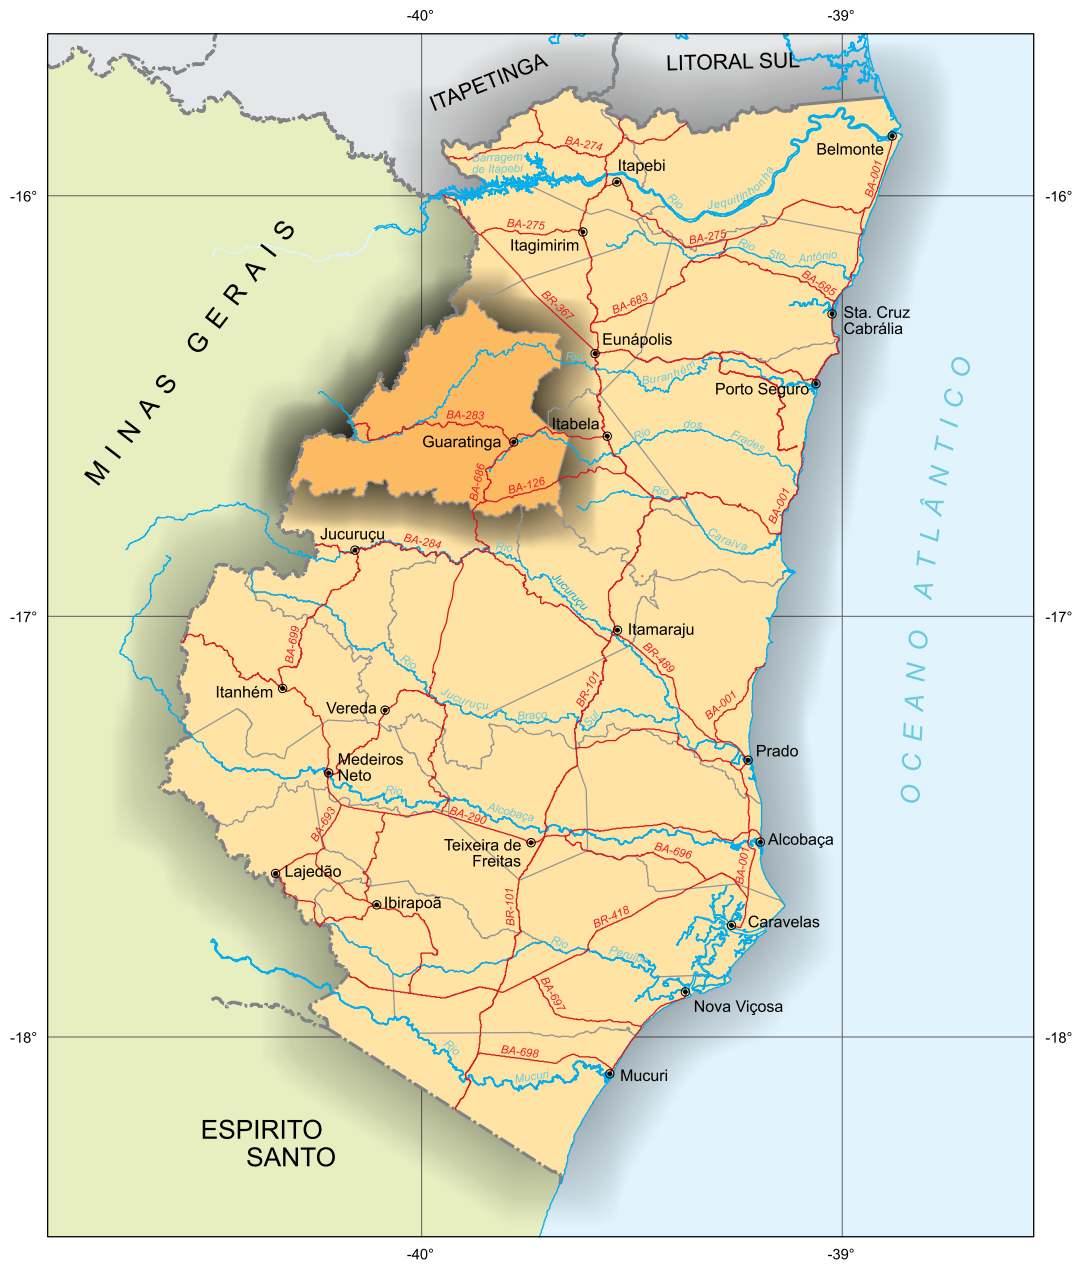 -40°
-39°
ITAPETINGA
LITORAL SUL
BA-274
Barragem
de Itapebi
Itapebi
Belmonte
BA-001
-16°
-16°
Rio
Jequitinhonha
BA-275
Itagimirim
BA-275
Rio
Sto.
Antônio
MINAS GERAIS
BR-367
BA-683
BA-685
Sta. Cruz
Cabrália
Eunápolis
Rio
Buranhém
Porto Seguro
BA-283
Itabela
Guaratinga
Rio
dos
Frades
BA-686
BA-126
Rio
BA-001
Caraíva
OCEANO ATLÂNTICO
Jucuruçu
BA-284
Rio
Jucuruçu
-17°
-17°
Itamaraju
BA-699
BR-489
Rio
Itanhém
Vereda
Jucuruçu
Braço
Sul
BR-101
BA-001
Prado
Medeiros
Neto
Rio
Alcobaça
BA-693
BA-290
Teixeira de
Freitas
Alcobaça
BA-696
BA-001
Lajedão
Ibirapoã
BR-101
BR-418
Caravelas
Rio
Peruípe
BA-697
Nova Viçosa
-18°
-18°
Rio
BA-698
Mucuri
Mucuri
ESPIRITO
SANTO
-40°
-39°